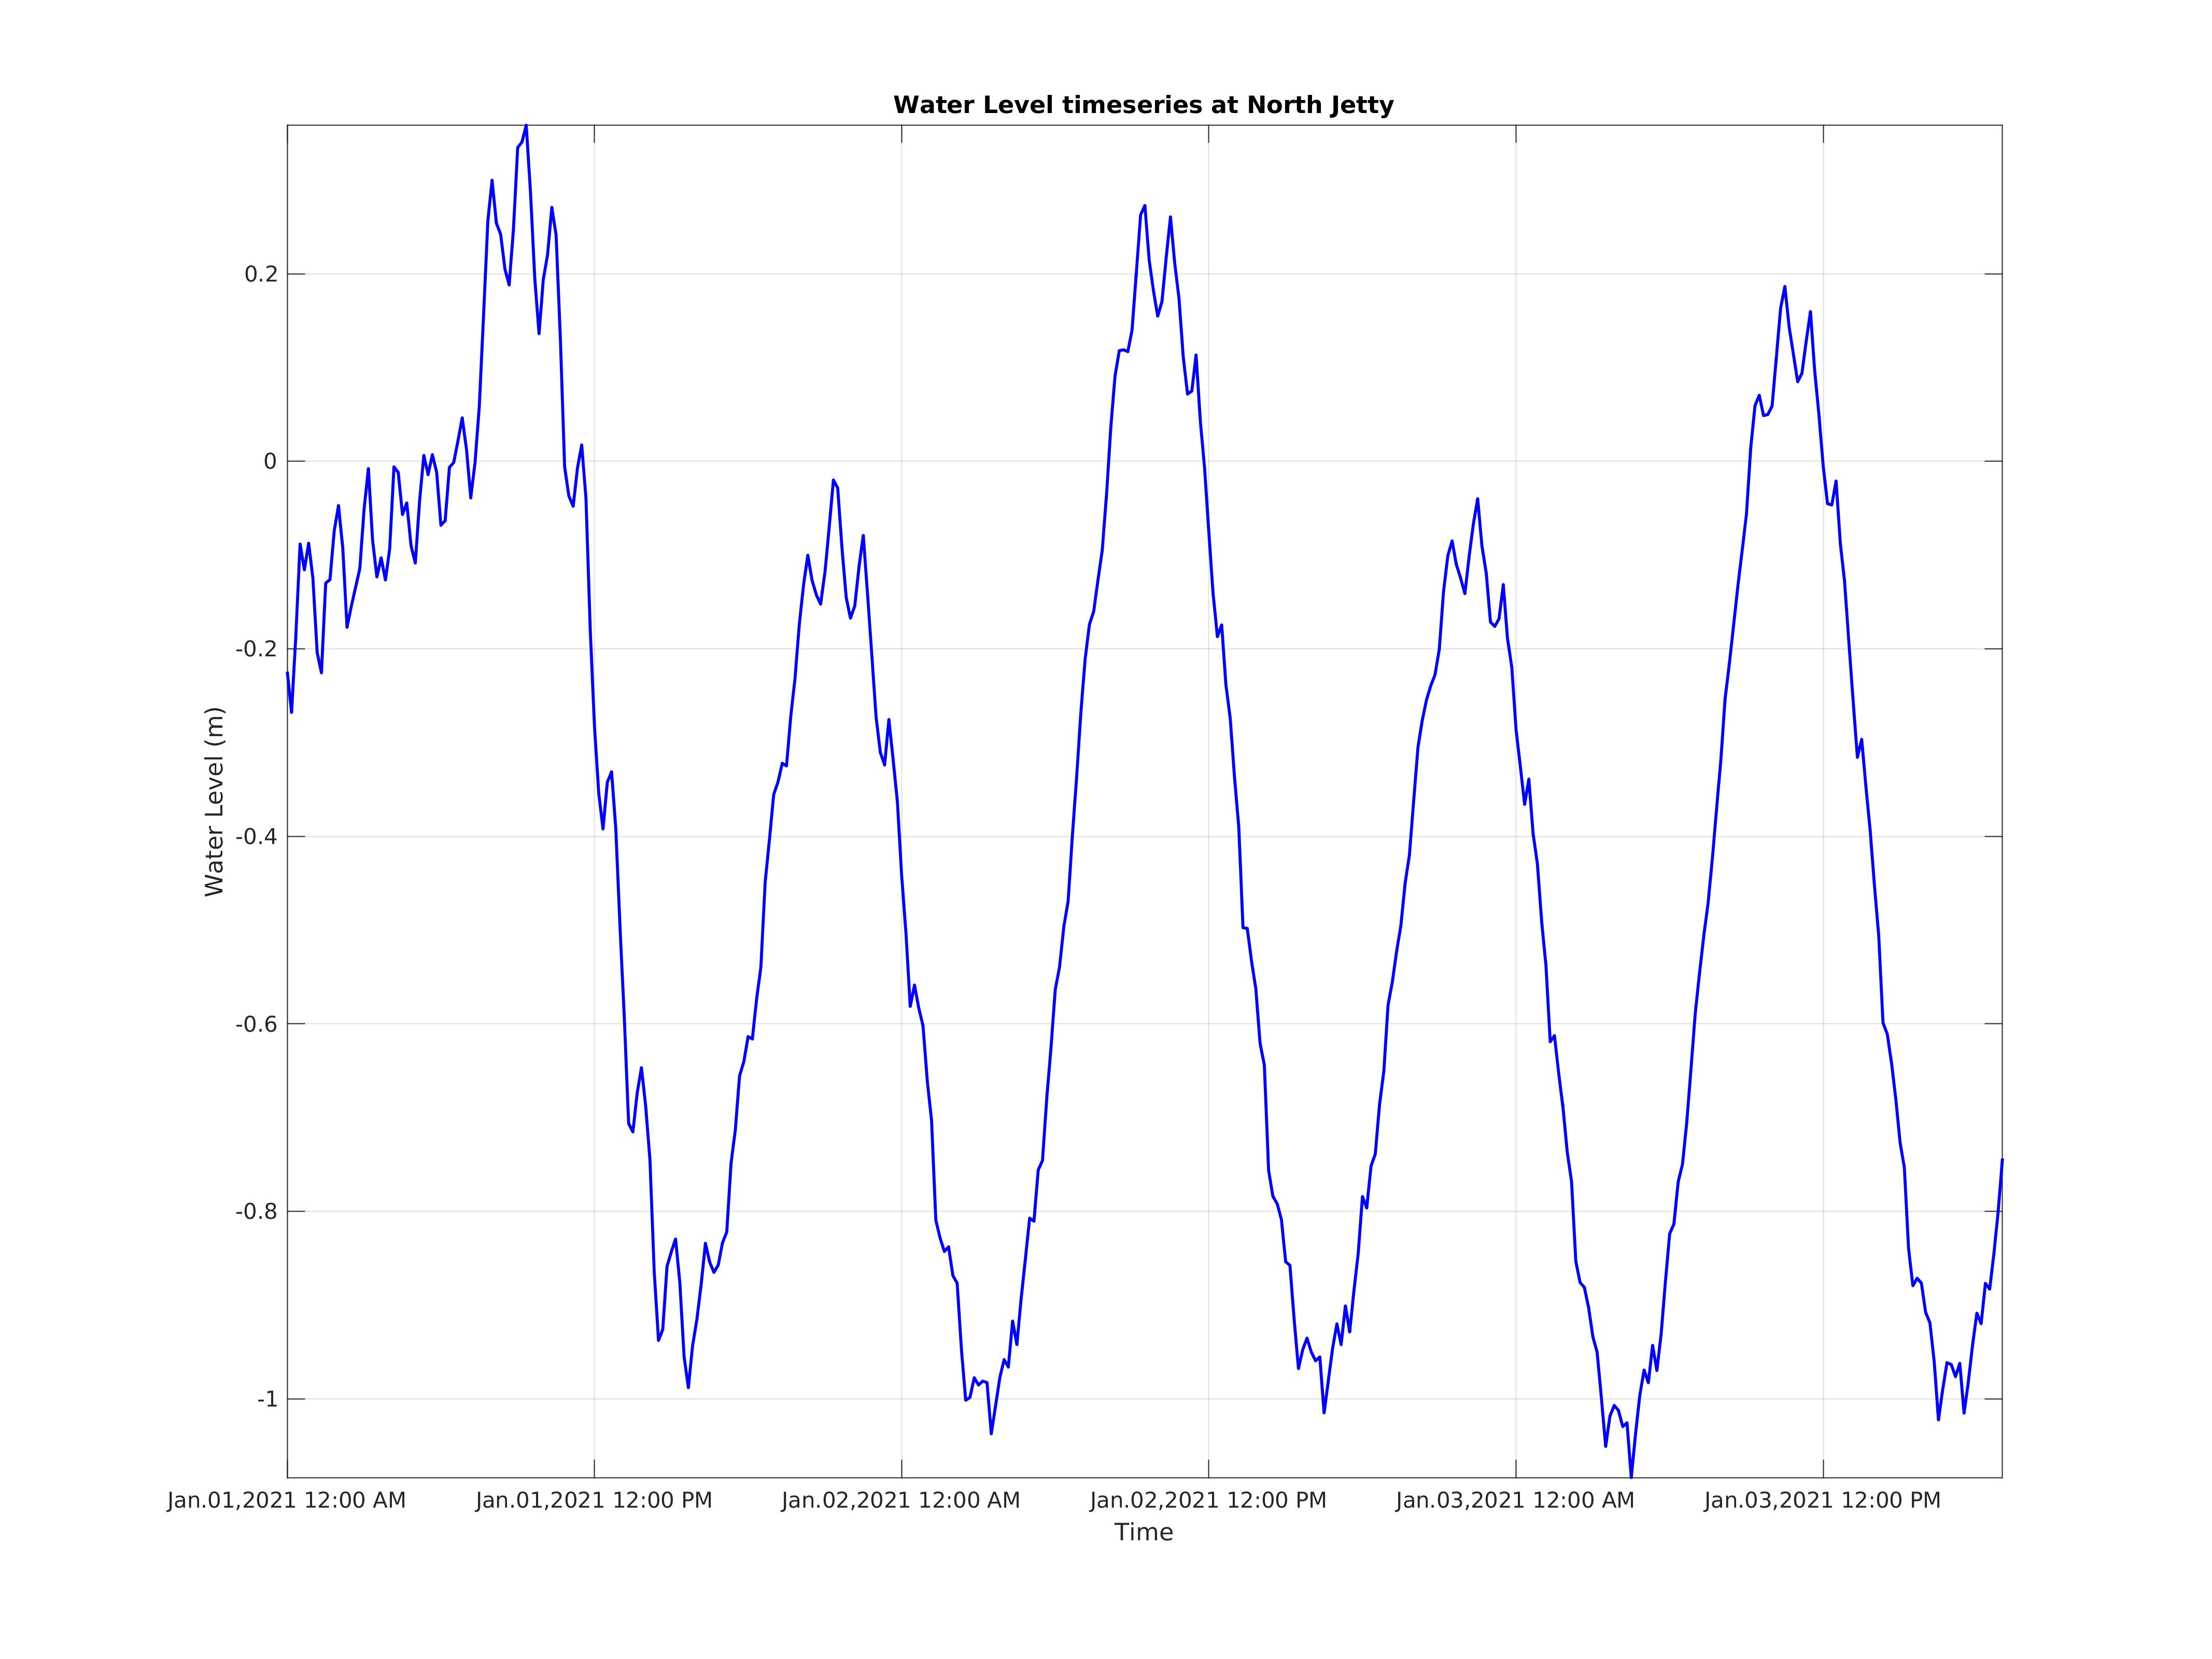 Water Level timeseries at North Jetty
Water Level (m)
0.2
0
-0.2
-0.4
-0.6
-0.8
-1
Jan.01,2021 12:00 AM
Jan.01,2021 12:00 PM
Jan.02,2021 12:00 AM
Jan.02,2021 12:00 PM
Jan.03,2021 12:00 AM
Jan.03,2021 12:00 PM
Time